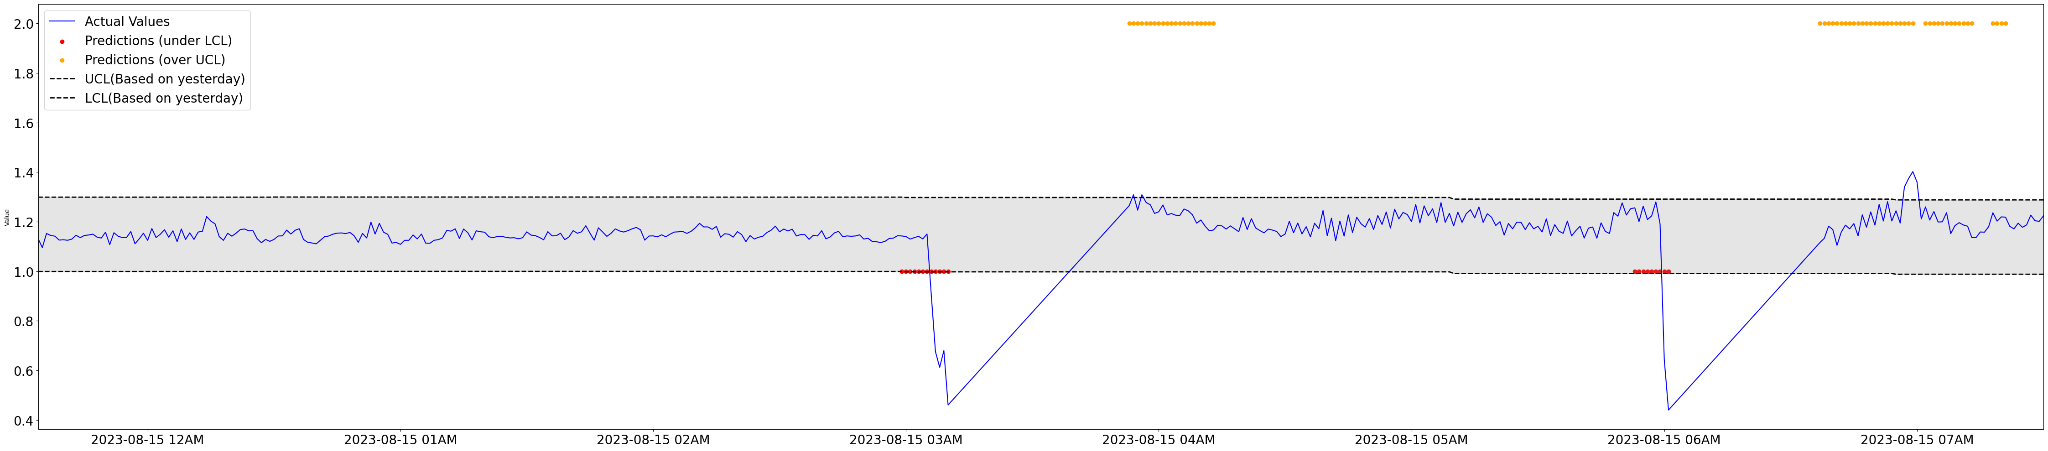 2.0
1.8
1.6
1.4
1.2
1.0
0.8
0.6
0.4
Value
Actual Values
Predictions (under LCL)
Predictions (over UCL)
UCL(Based on yesterday)
LCL(Based on yesterday)
2023-08-15 12AM
2023-08-15 01AM
2023-08-15 02AM
2023-08-15 03AM
2023-08-15 04AM
2023-08-15 05AM
2023-08-15 06AM
2023-08-15 07AM